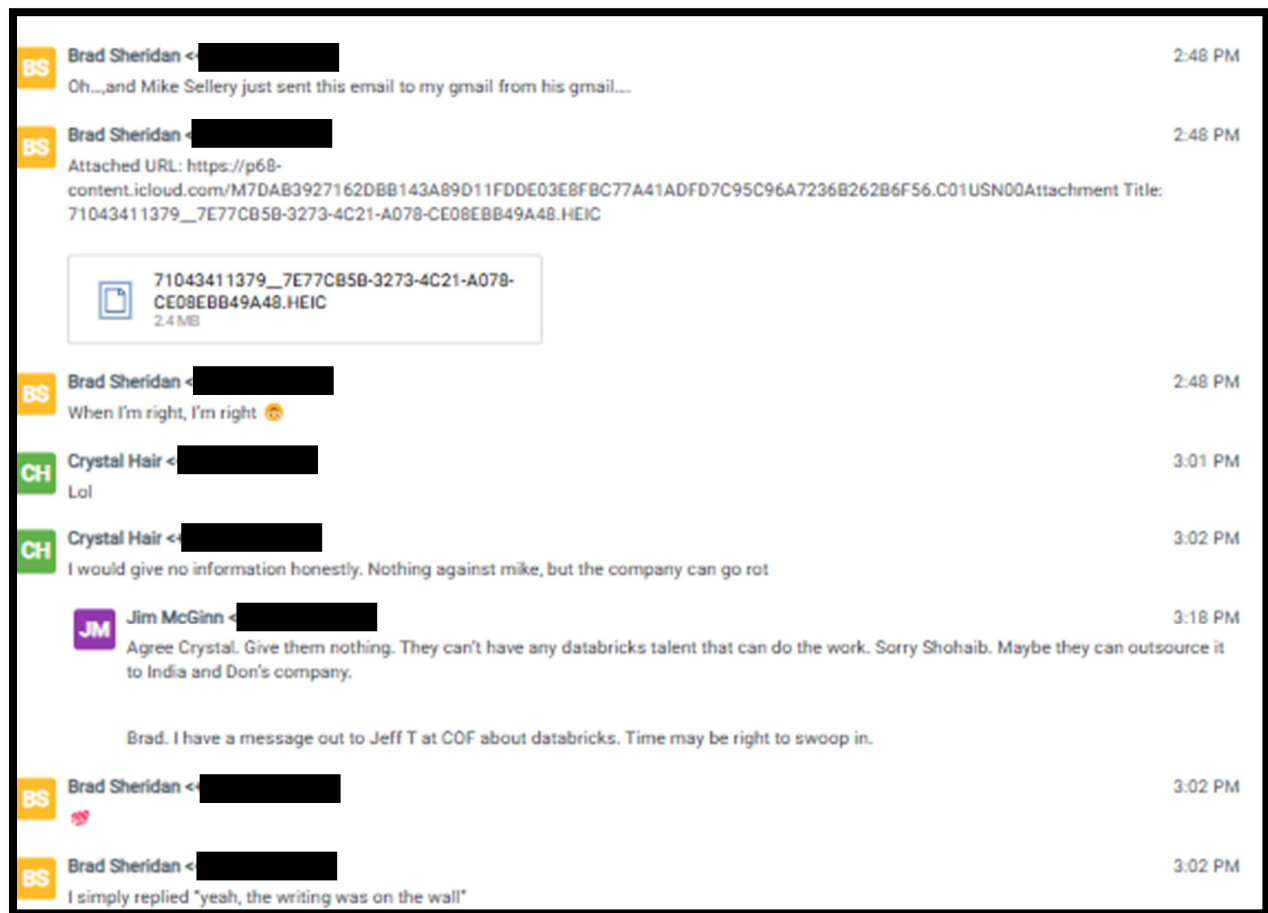 BS
Brad Sheridan <
2:48 PM
Oh...,and Mike Sellery just sent this email to my gmail from his gmail....
BS
Brad Sheridan <
2:48 PM
Attached URL: https://p68-
content.icloud.com/M7DAB3927162DBB143A89D11FDDE03E8FBC77A41ADFD7C95C96A7236B262B6F56.C01USN00Attachment Title:
71043411379__7E77CB5B-3273-4C21-A078-CE08EBB49A48.HEIC
71043411379__7E77CB5B-3273-4C21-A078-
CE08EBB49A48.HEIC
2.4 MB
BS
Brad Sheridan <
2:48 PM
When I'm right, I'm right
CH
Crystal Hair <
3:01 PM
Lol
CH
Crystal Hair <
3:02 PM
I would give no information honestly. Nothing against mike, but the company can go rot
JM
Jim McGinn <
3:18 PM
Agree Crystal. Give them nothing. They can't have any databricks talent that can do the work. Sorry Shohaib. Maybe they can outsource it
to India and Don's company.
Brad. I have a message out to Jeff T at COF about databricks. Time may be right to swoop in.
BS
Brad Sheridan <
3:02 PM
💯
BS
Brad Sheridan <
3:02 PM
I simply replied "yeah, the writing was on the wall"